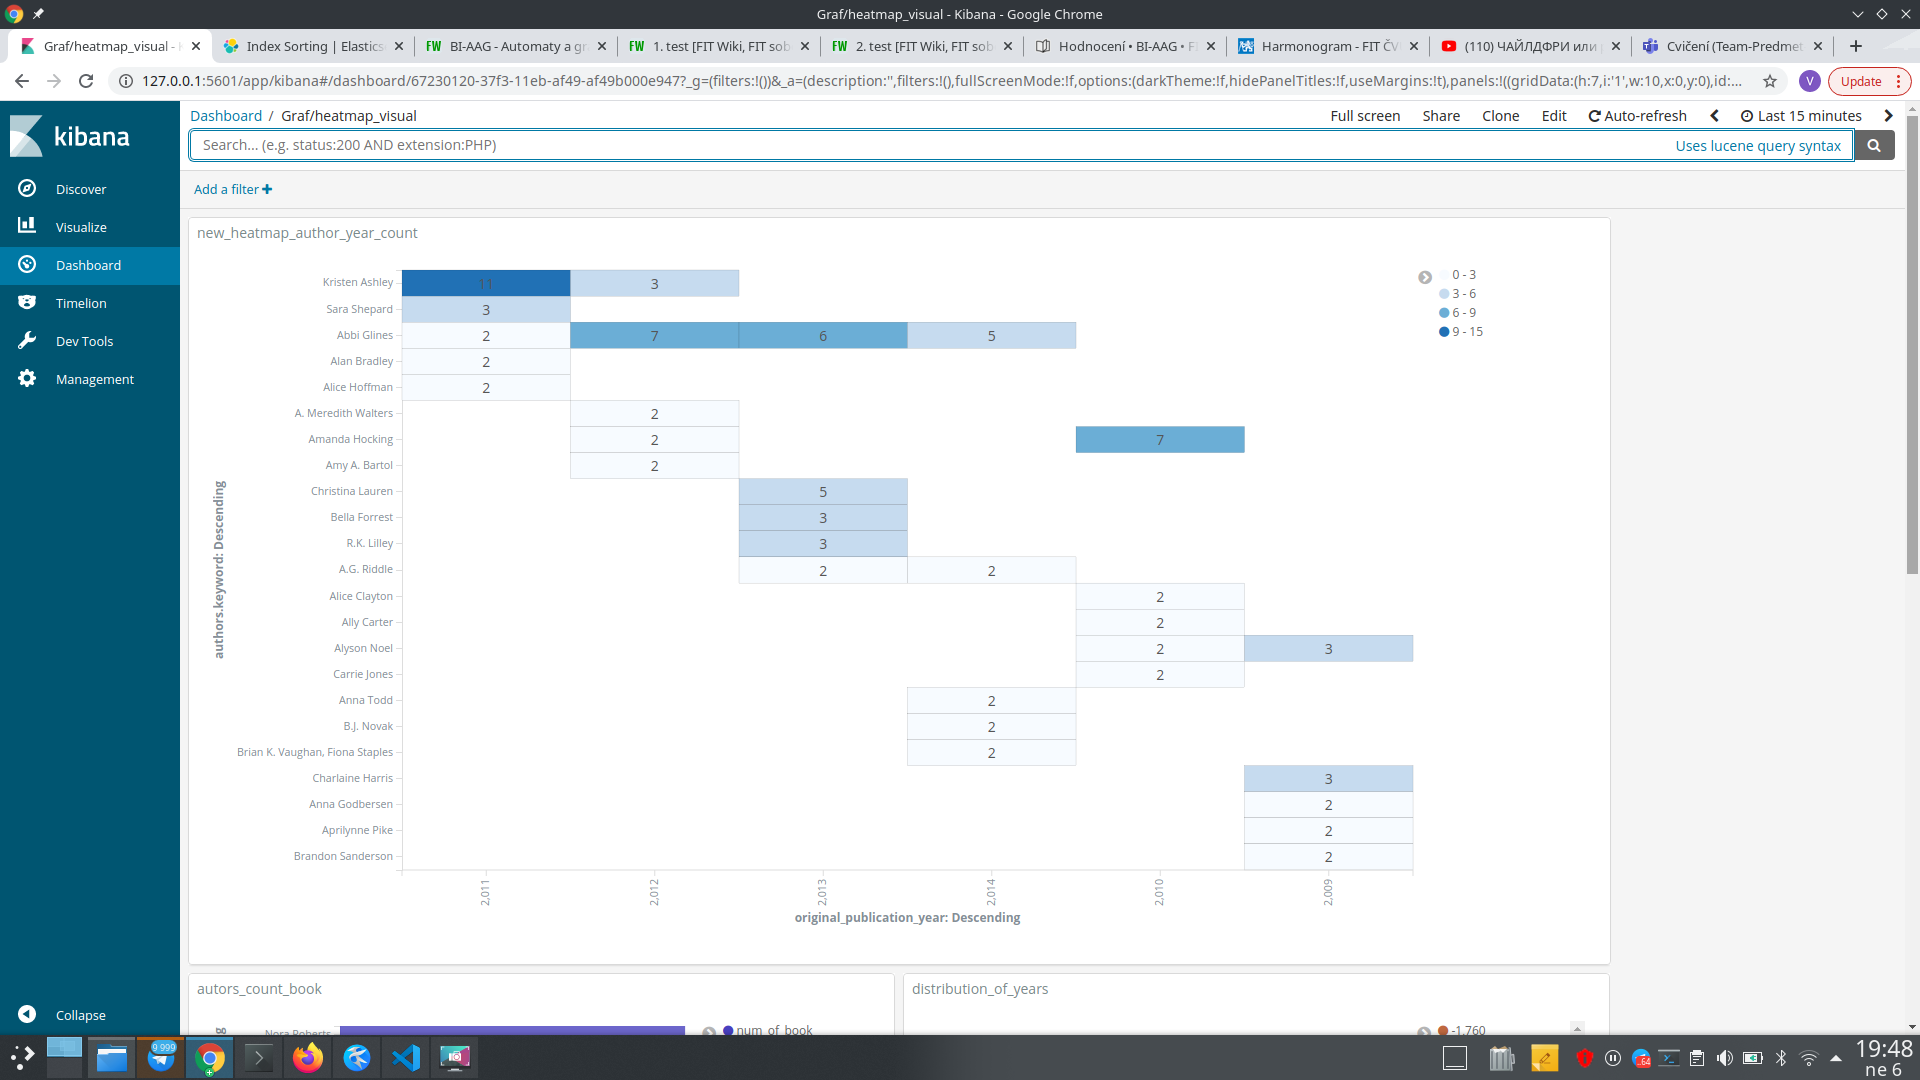 Graf/heatmap_visual - Kibana - Google Chrome
Graf/heatmap_visual - 
Index Sorting | Elastics
BI-AAG - Automaty a gr
1. test [FIT Wiki, FIT sob
2. test [FIT Wiki, FIT sob
Hodnocení • BI-AAG • F
Harmonogram - FIT ČV
(110) ЧАЙЛДФРИ или
Cvičení (Team-Predmet
127.0.0.1:5601/app/kibana#/dashboard/67230120-37f3-11eb-af49-af49b000e947?_g=(filters:!())&_a=(description:'',filters:!(),fullScreenMode:!f,options:(darkTheme:!f,hidePanelTitles:!f,useMargins:!t),panels:!((gridData:(h:7,i:'1',w:10,x:0,y:0),id:...
V
Update
kibana
Discover
Visualize
Dashboard
Timelion
Dev Tools
Management
Collapse
Dashboard / Graf/heatmap_visual
Full screen Share Clone Edit Auto-refresh Last 15 minutes
Search... (e.g. status:200 AND extension:PHP)
Uses lucene query syntax
Add a filter
new_heatmap_author_year_count
0 - 3
3 - 6
6 - 9
9 - 15
authors.keyword: Descending
Kristen Ashley 11 3
Sara Shepard 3
Abbi Glines 2 7 6 5
Alan Bradley 2
Alice Hoffman 2
A. Meredith Walters 2
Amanda Hocking 2 7
Amy A. Bartol 2
Christina Lauren 5
Bella Forrest 3
R.K. Lilley 3
A.G. Riddle 2 2
Alice Clayton 2
Ally Carter 2
Alyson Noel 2 3
Carrie Jones 2
Anna Todd 2
B.J. Novak 2
Brian K. Vaughan, Fiona Staples 2
Charlaine Harris 3
Anna Godbersen 2
Aprilynne Pike 2
Brandon Sanderson 2
2,011 2,012 2,013 2,014 2,010 2,009
original_publication_year: Descending
autors_count_book
Nora Roberts
num_of_book
distribution_of_years
-1,760
9 999
64
19:48
ne 6